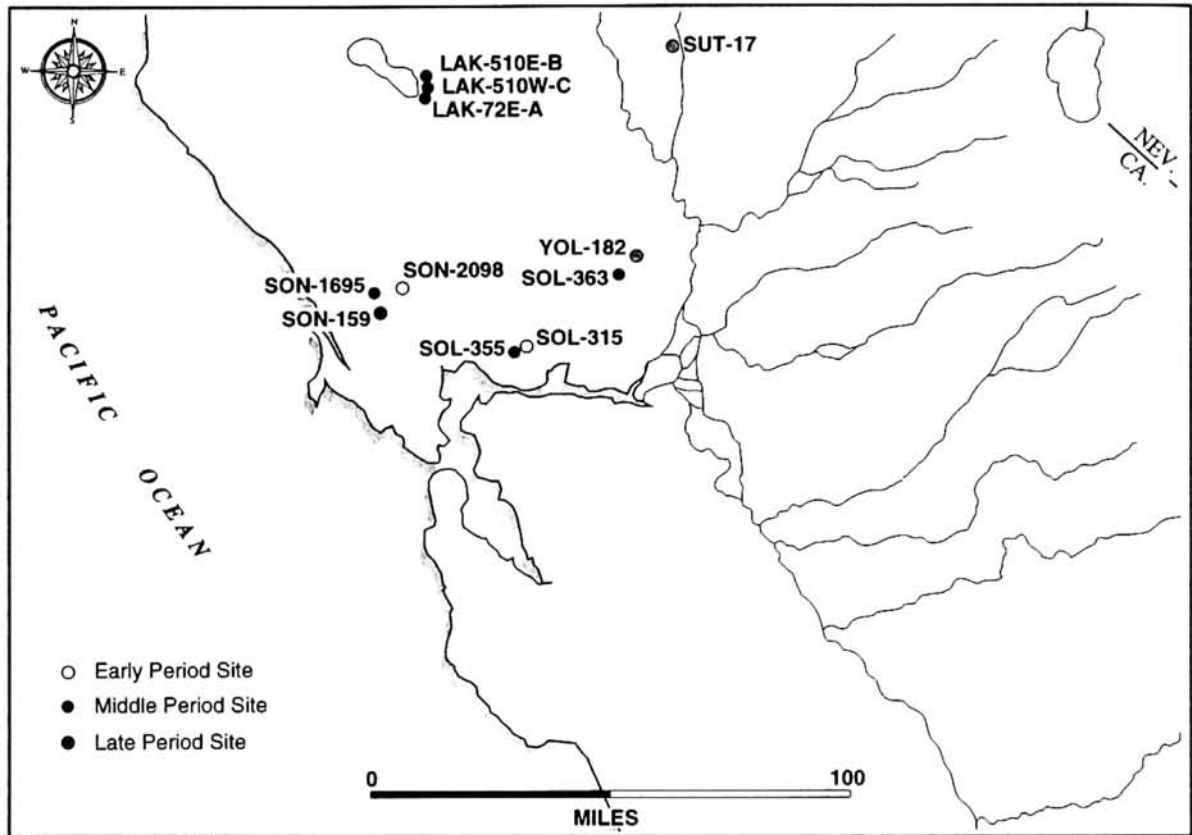 N
W E
S
LAK-510E-B
LAK-510W-C
LAK-72E-A
SUT-17
NEV.
CA.
YOL-182
SOL-363
SON-2098
SON-1695
SON-159
SOL-315
SOL-355
PACIFIC OCEAN
Early Period Site
Middle Period Site
Late Period Site
0 100
MILES